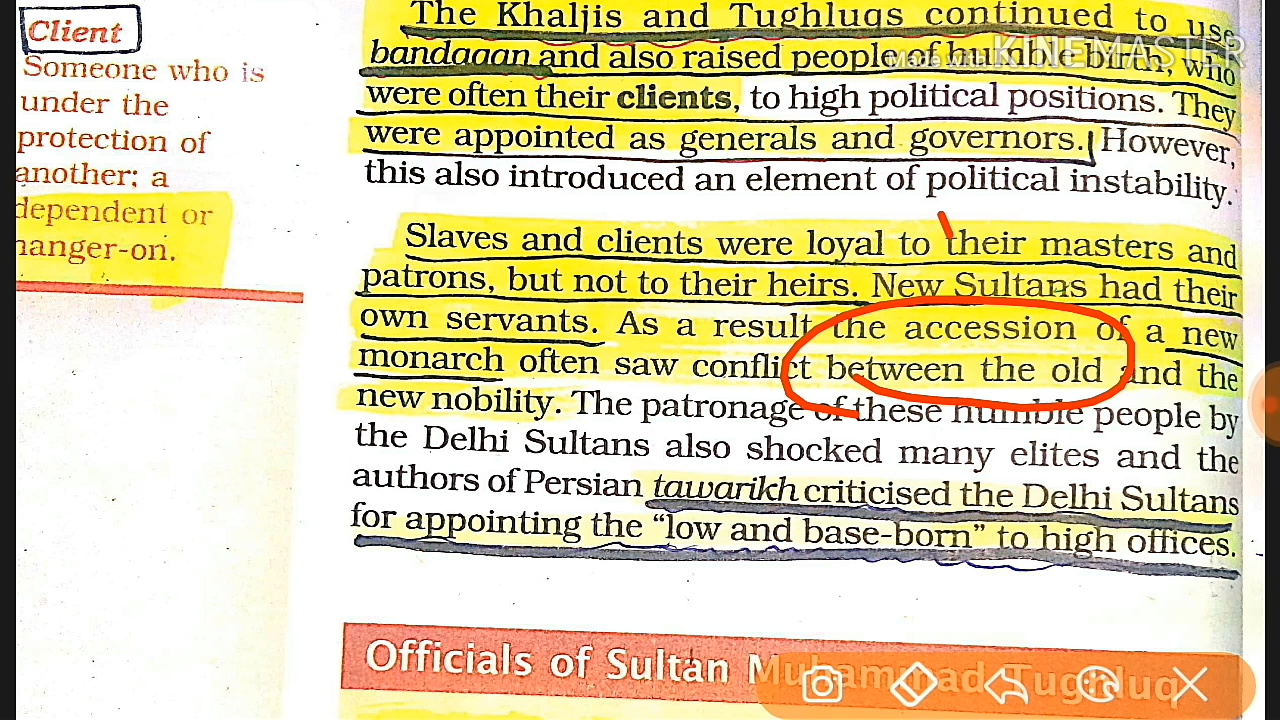 Client
Someone who is
under the
protection of
another; a
dependent or
hanger-on.
The Khaljis and Tughluqs continued to use
bandagan and also raised people of humble birth, who
were often their clients, to high political positions. They
were appointed as generals and governors. However,
this also introduced an element of political instability.
Slaves and clients were loyal to their masters and
patrons, but not to their heirs. New Sultans had their
own servants. As a result the accession of a new
monarch often saw conflict between the old and the
new nobility. The patronage of these humble people by
the Delhi Sultans also shocked many elites and the
authors of Persian tawarikh criticised the Delhi Sultans
for appointing the “low and base-born” to high offices.
Officials of Sultan Muhammad Tughluq
Made with KINEMASTER